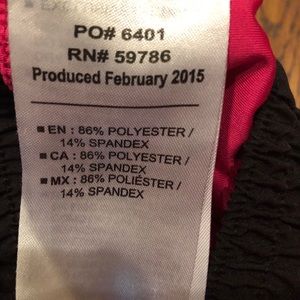 PO# 6401
RN# 59786
Produced February 2015
■ EN : 86% POLYESTER /
14% SPANDEX
■ CA : 86% POLYESTER /
14% SPANDEX
■ MX : 86% POLIÉSTER /
14% SPANDEX